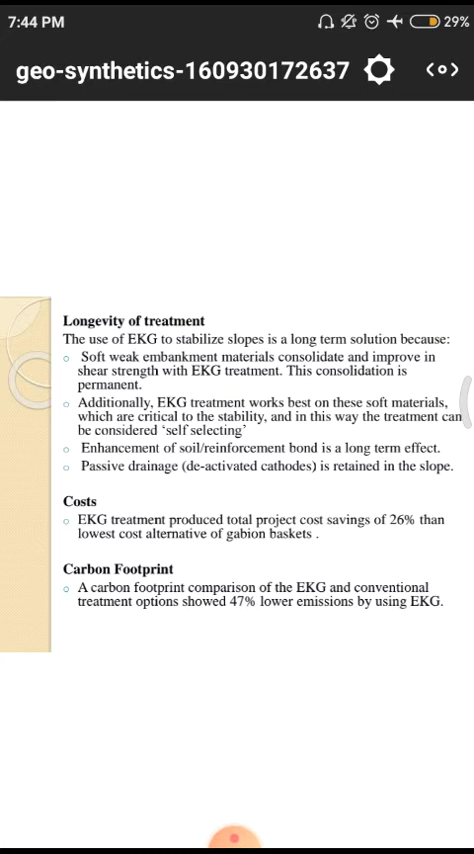 7:44 PM
29%
geo-synthetics-160930172637
Longevity of treatment
The use of EKG to stabilize slopes is a long term solution because:
Soft weak embankment materials consolidate and improve in
shear strength with EKG treatment. This consolidation is
permanent.
Additionally, EKG treatment works best on these soft materials,
which are critical to the stability, and in this way the treatment can
be considered ‘self selecting’
Enhancement of soil/reinforcement bond is a long term effect.
Passive drainage (de-activated cathodes) is retained in the slope.
Costs
EKG treatment produced total project cost savings of 26% than
lowest cost alternative of gabion baskets .
Carbon Footprint
A carbon footprint comparison of the EKG and conventional
treatment options showed 47% lower emissions by using EKG.